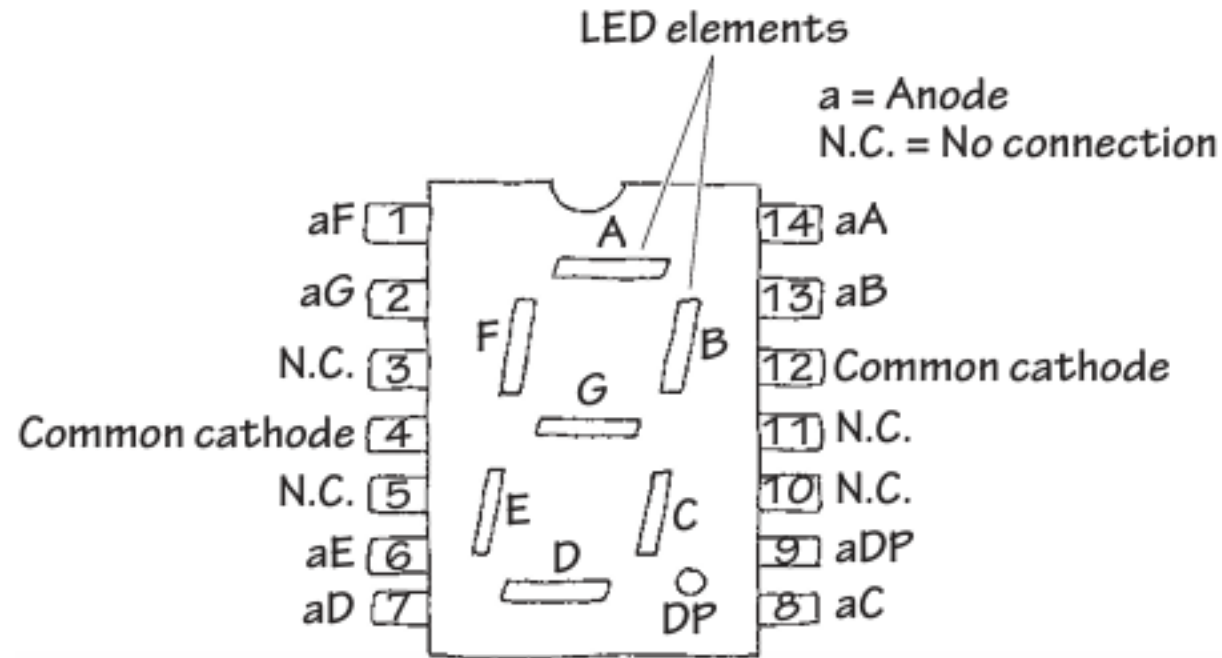 LED elements
a = Anode
N.C. = No connection
aF 1
14 aA
A
aG 2
13 aB
F
B
N.C. 3
12 Common cathode
G
Common cathode 4
11 N.C.
N.C. 5
10 N.C.
E
C
aE 6
D
9 aDP
aD 7
DP
8 aC